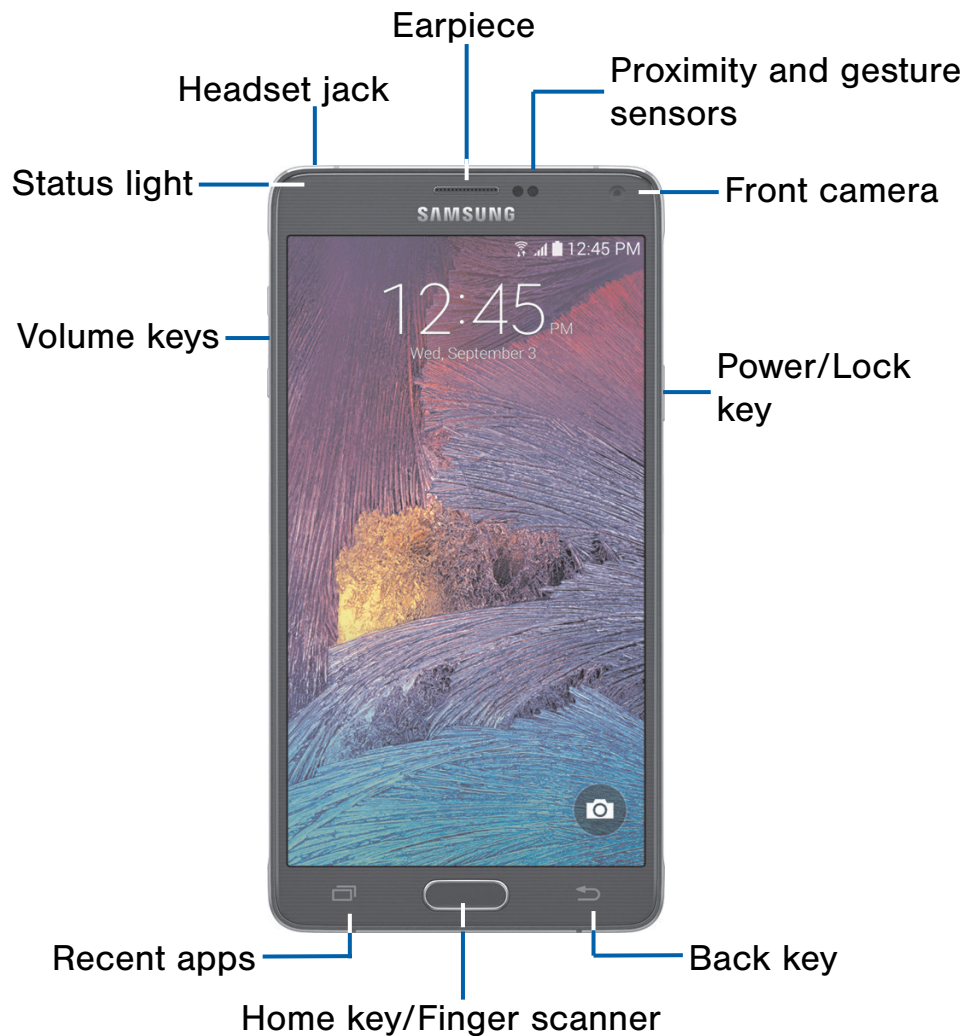 Earpiece
Proximity and gesture
sensors
Headset jack
Status light
Front camera
SAMSUNG
12:45 PM
12:45 PM
Wed, September 3
Volume keys
Power/Lock
key
Recent apps
Back key
Home key/Finger scanner